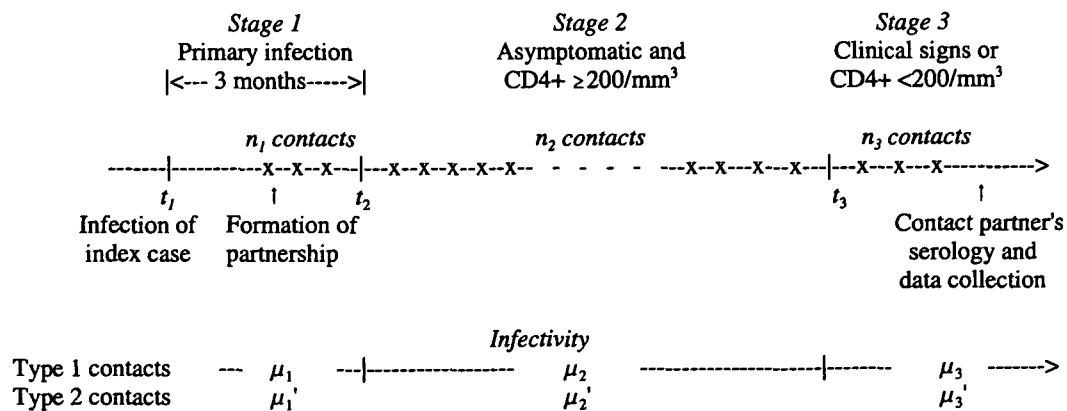 Stage 1 Stage 2 Stage 3
Primary infection Asymptomatic and Clinical signs or
|<--- 3 months----->| CD4+ ≥200/mm³ CD4+ <200/mm³
n₁ contacts n₂ contacts n₃ contacts
-------|---------x--x--x--|--x--x--x--x--x-- - - - - ---x--x--x--x--|--x--x--x--------->
t₁ ↑ t₂ t₃ ↑
Infection of Formation of Contact partner's
index case partnership serology and
data collection
Infectivity
Type 1 contacts --- μ₁ ---|---------------- μ₂ -------------------|-------- μ₃ ------>
Type 2 contacts μ₁' μ₂' μ₃'